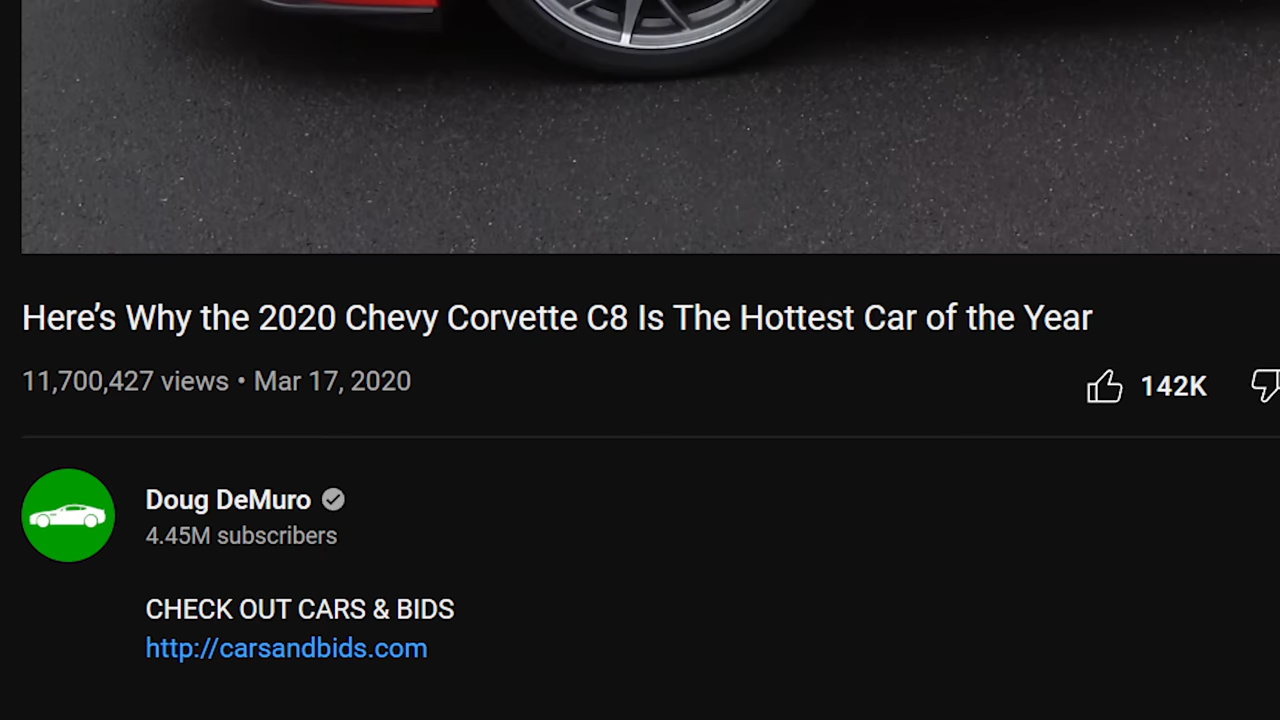 Here’s Why the 2020 Chevy Corvette C8 Is The Hottest Car of the Year
11,700,427 views • Mar 17, 2020
142K
Doug DeMuro
4.45M subscribers
CHECK OUT CARS & BIDS
http://carsandbids.com